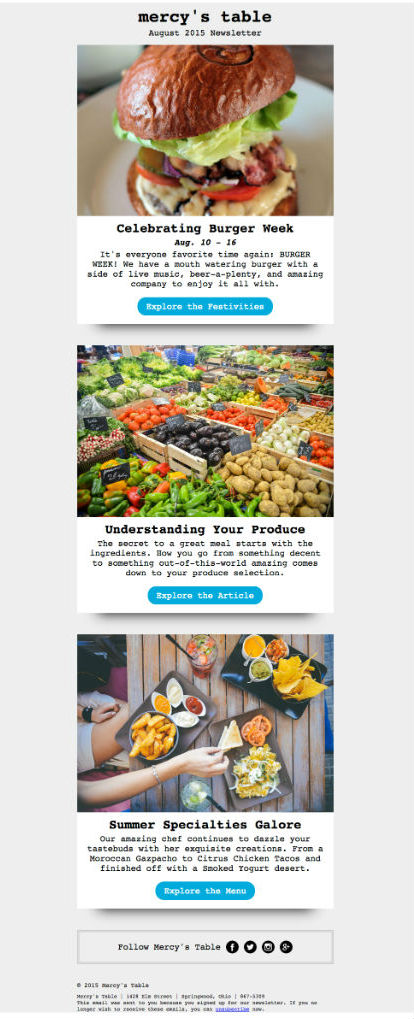 mercy's table
August 2015 Newsletter
Celebrating Burger Week
Aug. 10 - 16
It's everyone favorite time again: BURGER
WEEK! We have a mouth watering burger with a
side of live music, beer-a-plenty, and amazing
company to enjoy it all with.
Explore the Festivities
Understanding Your Produce
The secret to a great meal starts with the
ingredients. How you go from something decent
to something out-of-this-world amazing comes
down to your produce selection.
Explore the Article
Summer Specialties Galore
Our amazing chef continues to dazzle your
tastebuds with her exquisite creations. From a
Moroccan Gazpacho to Citrus Chicken Tacos and
finished off with a Smoked Yogurt desert.
Explore the Menu
Follow Mercy's Table
© 2015 Mercy's Table
Mercy's Table | 1428 Elm Street | Springwood, Ohio | 867-5309
This email was sent to you because you signed up for our newsletter. If you no
longer wish to receive these emails, you can unsubscribe now.